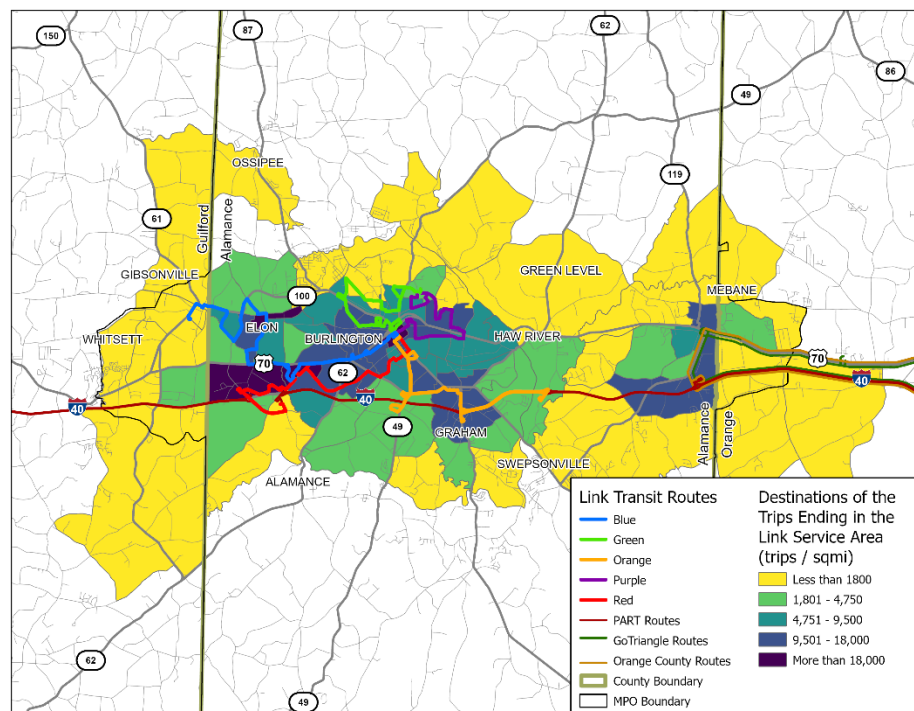 150
87
62
86
49
119
OSSIPEE
61
Guilford
Alamance
GIBSONVILLE
GREEN LEVEL
MEBANE
100
ELON
WHITSETT
BURLINGTON
HAW RIVER
70
62
70
40
40
40
49
GRAHAM
Alamance
Orange
SWEPSONVILLE
ALAMANCE
62
49
Link Transit Routes
Blue
Green
Orange
Purple
Red
PART Routes
GoTriangle Routes
Orange County Routes
County Boundary
MPO Boundary
Destinations of the
Trips Ending in the
Link Service Area
(trips / sqmi)
Less than 1800
1,801 - 4,750
4,751 - 9,500
9,501 - 18,000
More than 18,000